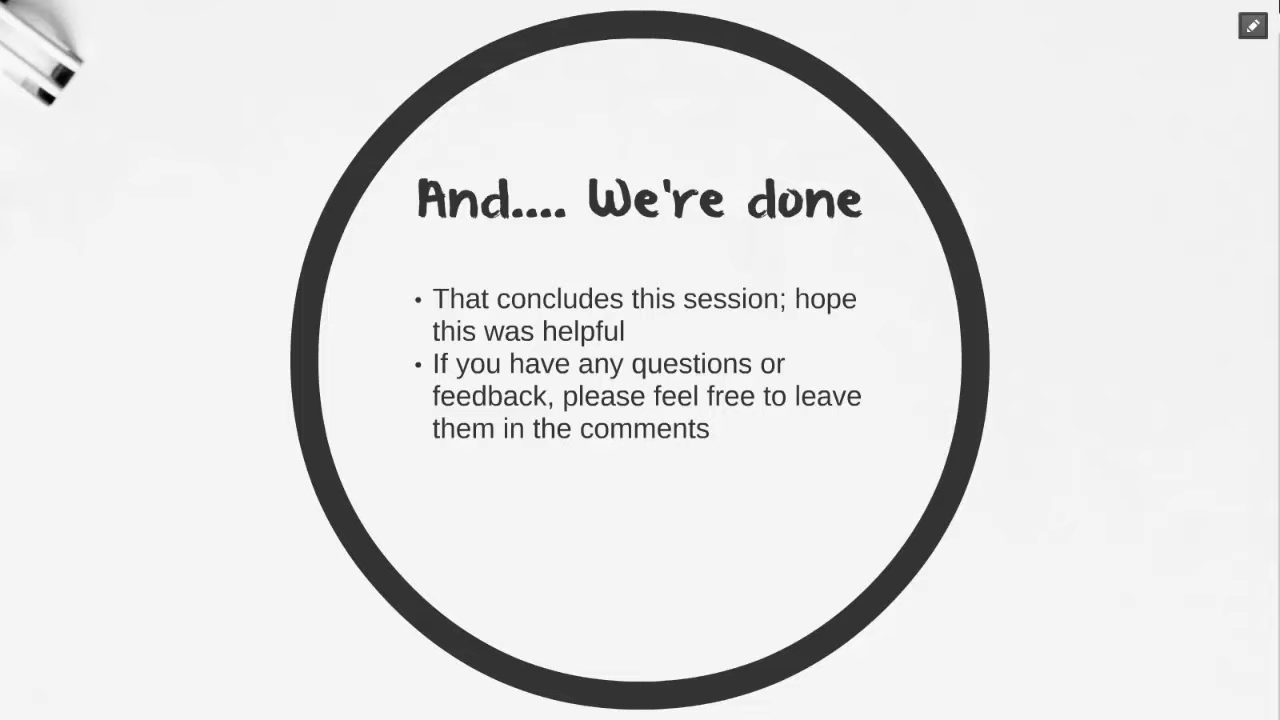 And.... We're done
• That concludes this session; hope
this was helpful
• If you have any questions or
feedback, please feel free to leave
them in the comments